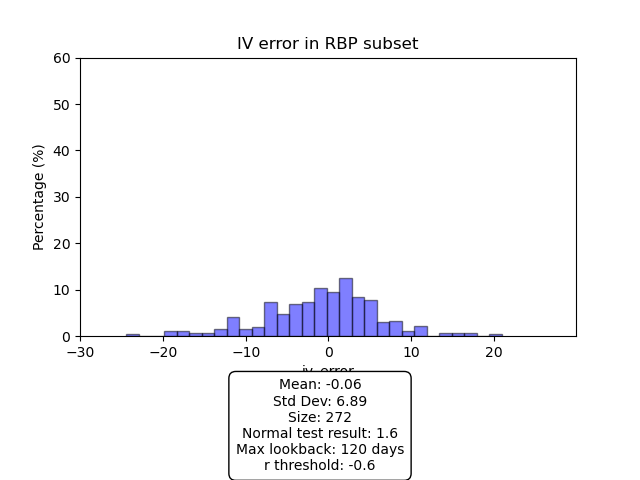 IV error in RBP subset
Percentage (%)
60
50
40
30
20
10
0
−30 −20 −10 0 10 20
iv_error
Mean: -0.06
Std Dev: 6.89
Size: 272
Normal test result: 1.6
Max lookback: 120 days
r threshold: -0.6